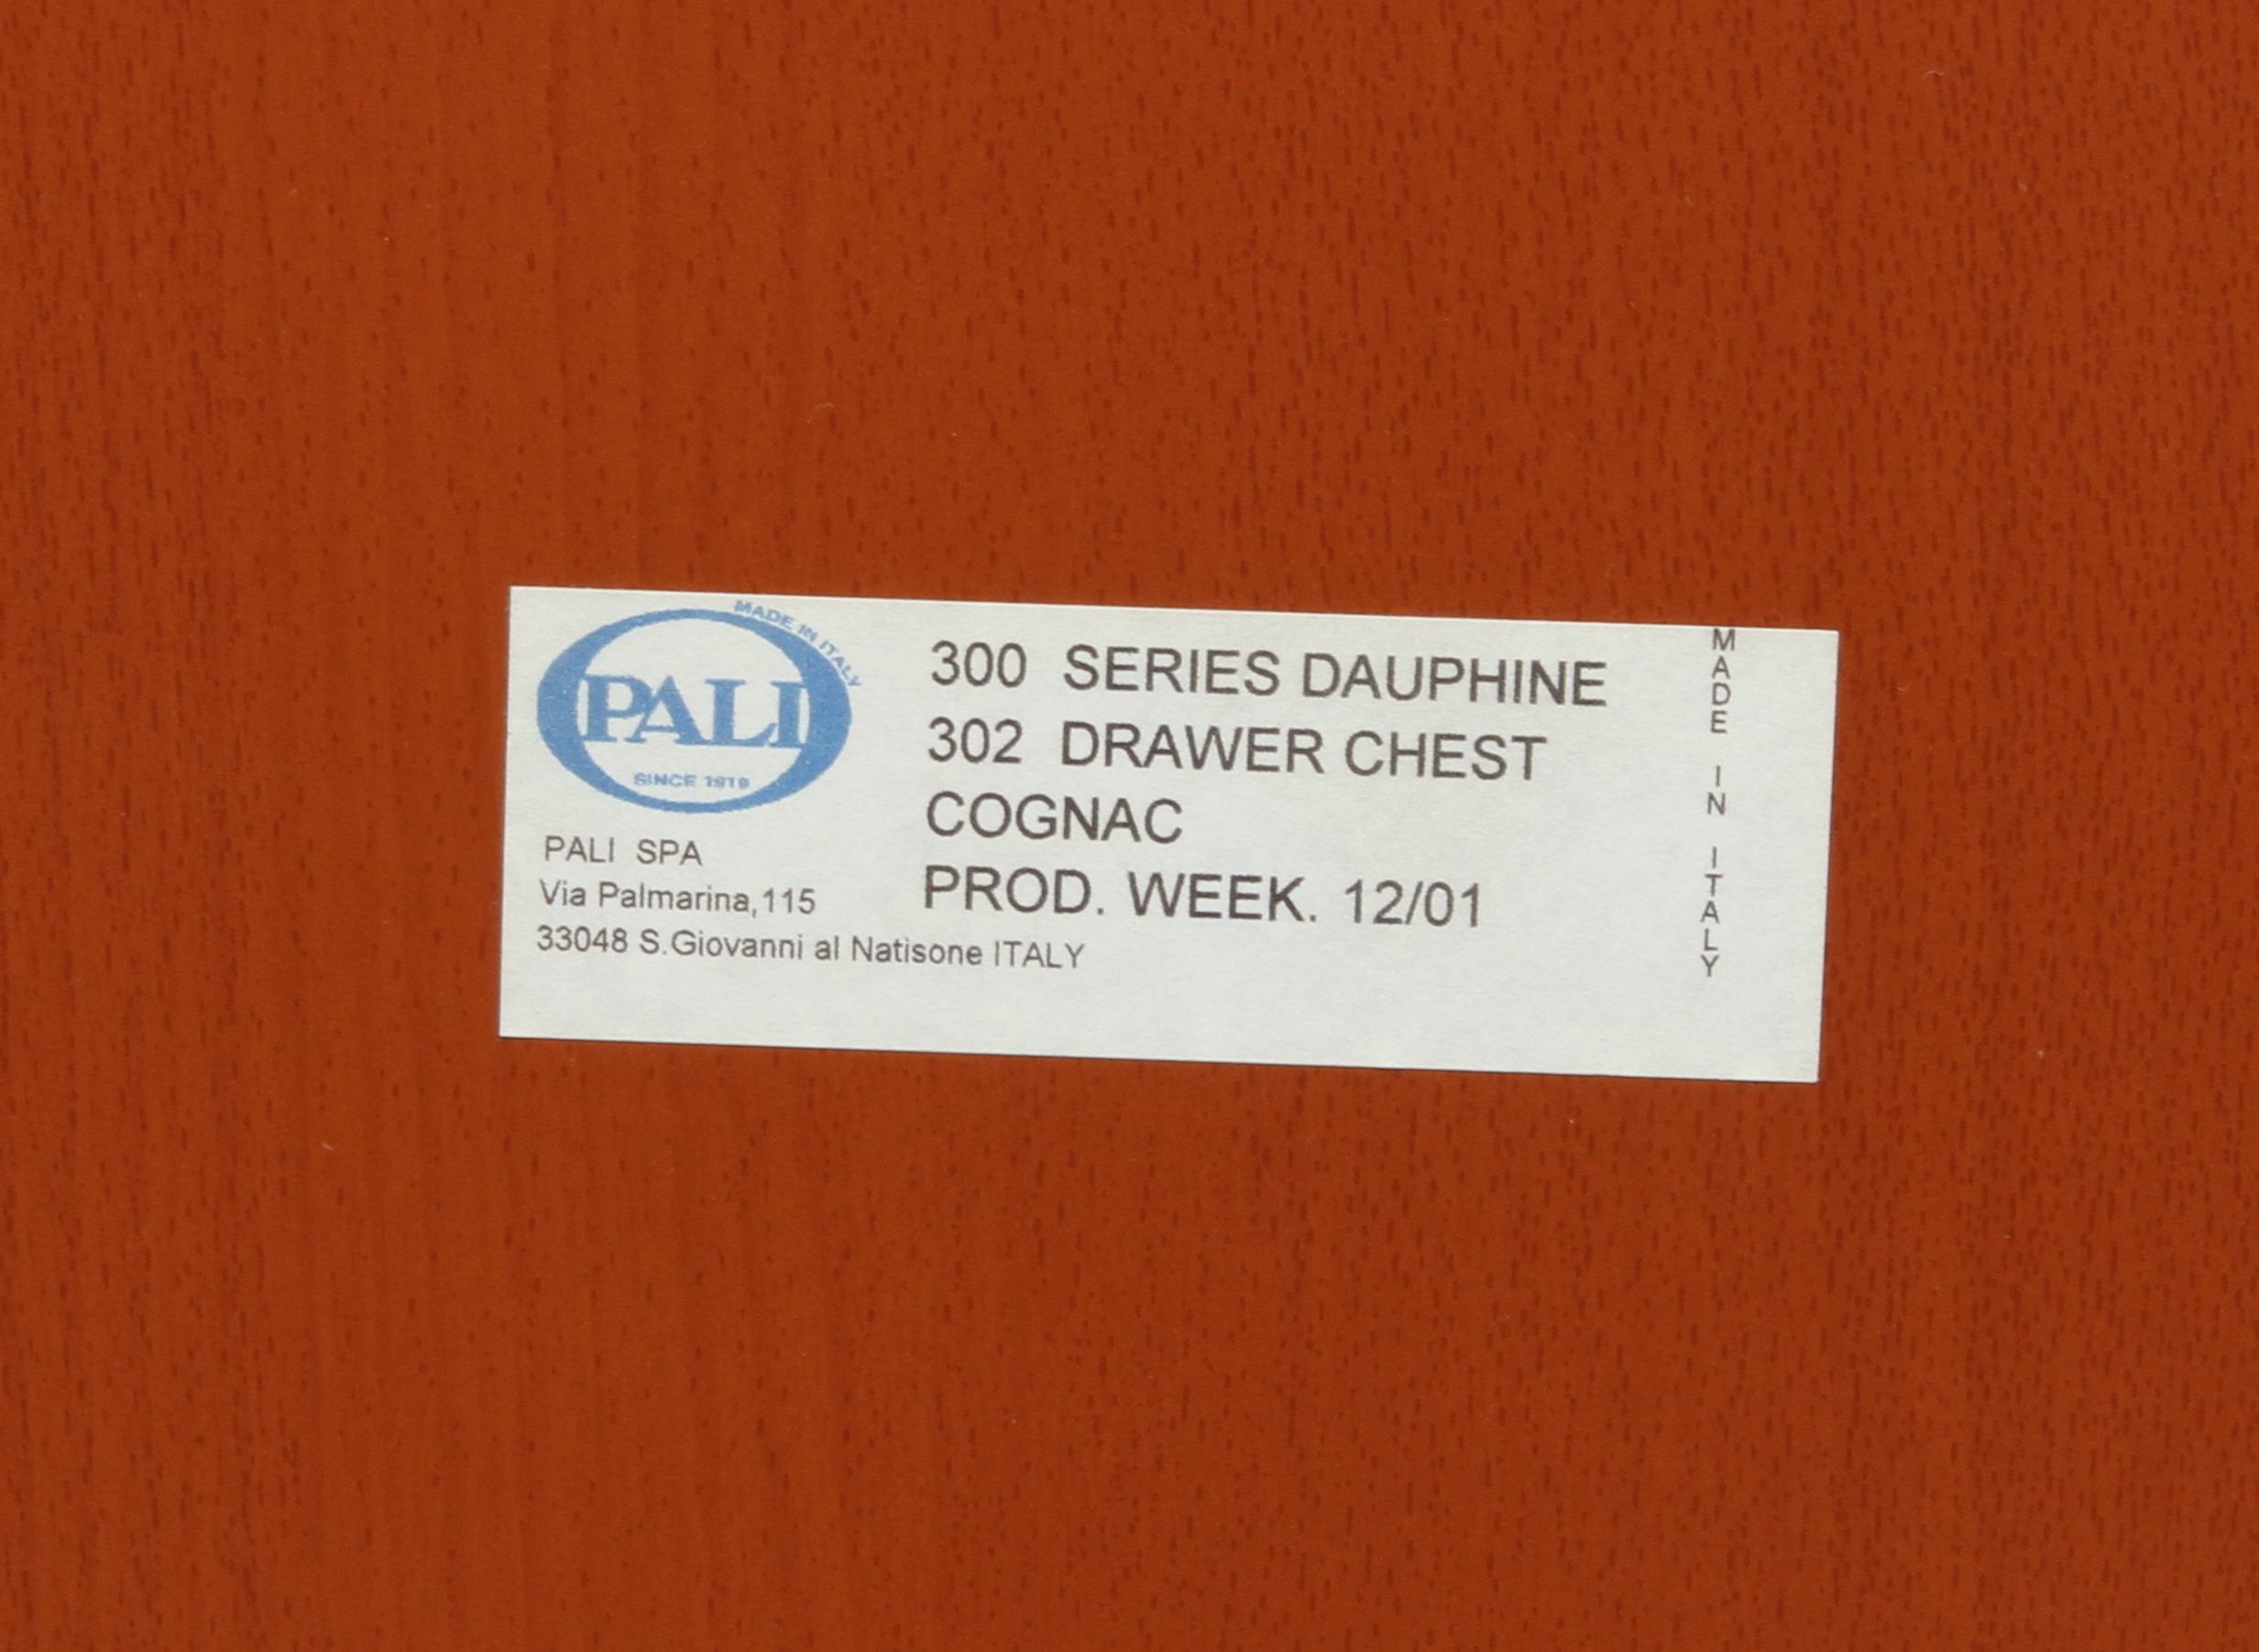 MADE IN ITALY
PALI
SINCE 1919
PALI SPA
Via Palmarina,115
33048 S.Giovanni al Natisone ITALY
300 SERIES DAUPHINE
302 DRAWER CHEST
COGNAC
PROD. WEEK. 12/01
MADE IN ITALY